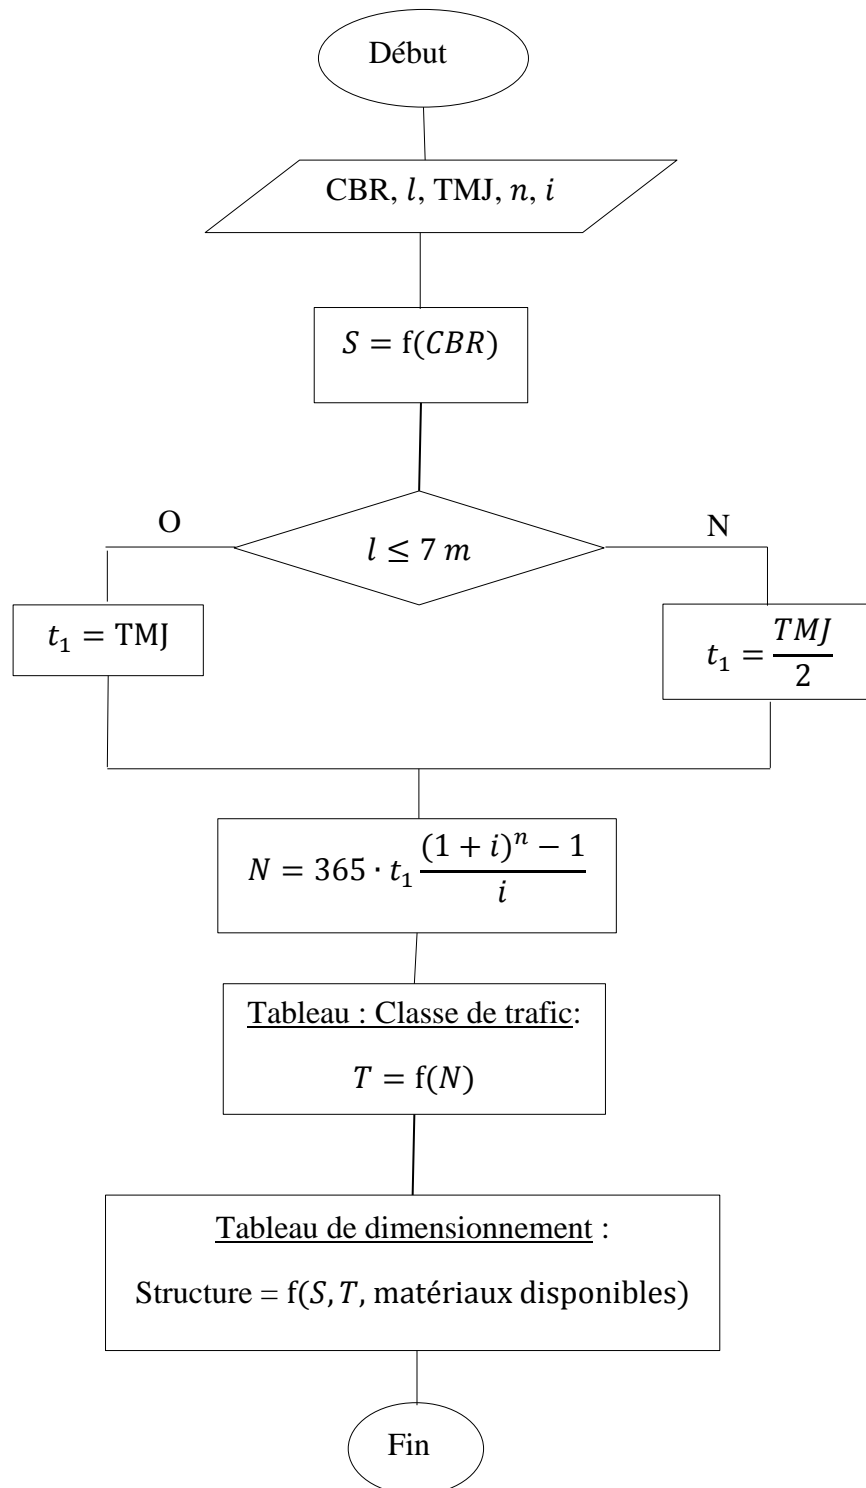 Début
CBR, l, TMJ, n, i
S = f(CBR)
O
N
l ≤ 7 m
t₁ = TMJ
t₁ = TMJ/2
N = 365 · t₁ ((1 + i)ⁿ − 1)/i
Tableau : Classe de trafic:
T = f(N)
Tableau de dimensionnement :
Structure = f(S, T, matériaux disponibles)
Fin